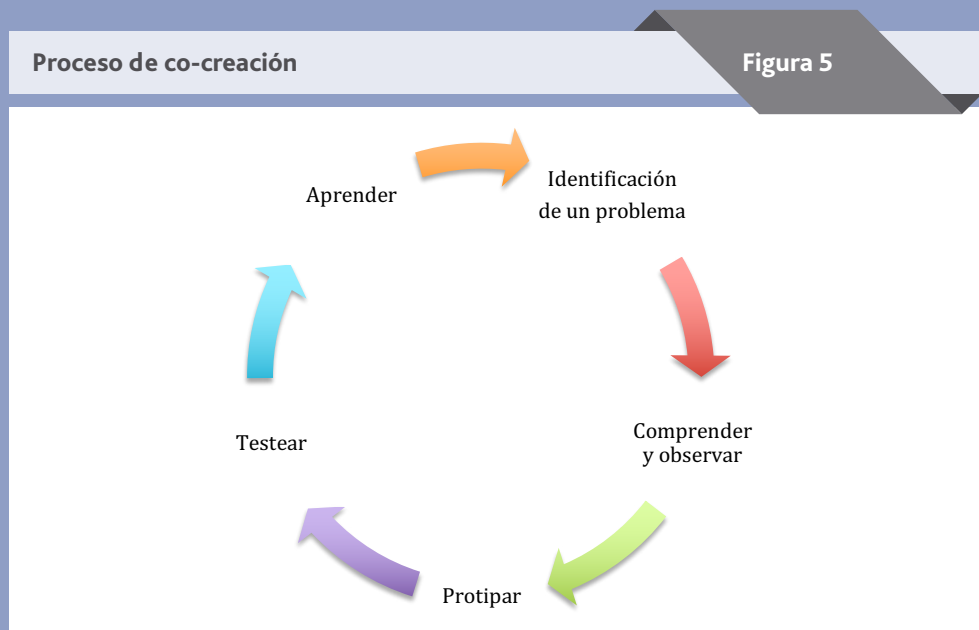 Proceso de co-creación
Figura 5
Identificación
de un problema
Comprender
y observar
Protipar
Testear
Aprender